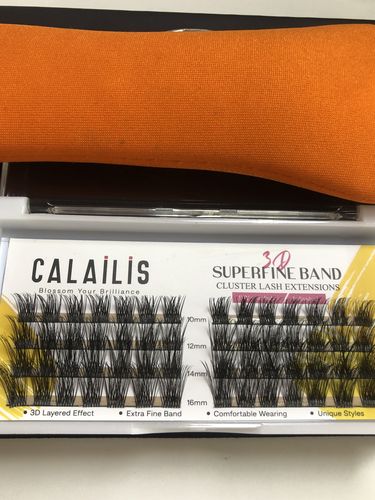 CALAiLiS
Blossom Your Brilliance
3D
SUPERFINE BAND
CLUSTER LASH EXTENSIONS
10mm
12mm
14mm
16mm
• 3D Layered Effect • Extra Fine Band • Comfortable Wearing • Unique Styles